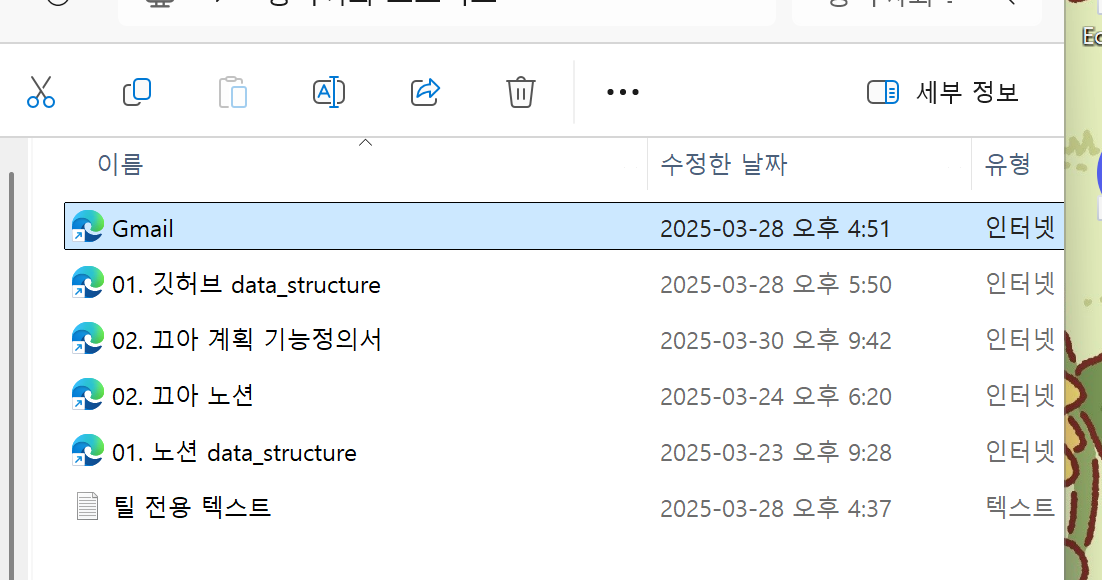 세부 정보
이름 수정한 날짜 유형
Gmail 2025-03-28 오후 4:51 인터넷
01. 깃허브 data_structure 2025-03-28 오후 5:50 인터넷
02. 끄아 계획 기능정의서 2025-03-30 오후 9:42 인터넷
02. 끄아 노션 2025-03-24 오후 6:20 인터넷
01. 노션 data_structure 2025-03-23 오후 9:28 인터넷
틸 전용 텍스트 2025-03-28 오후 4:37 텍스트